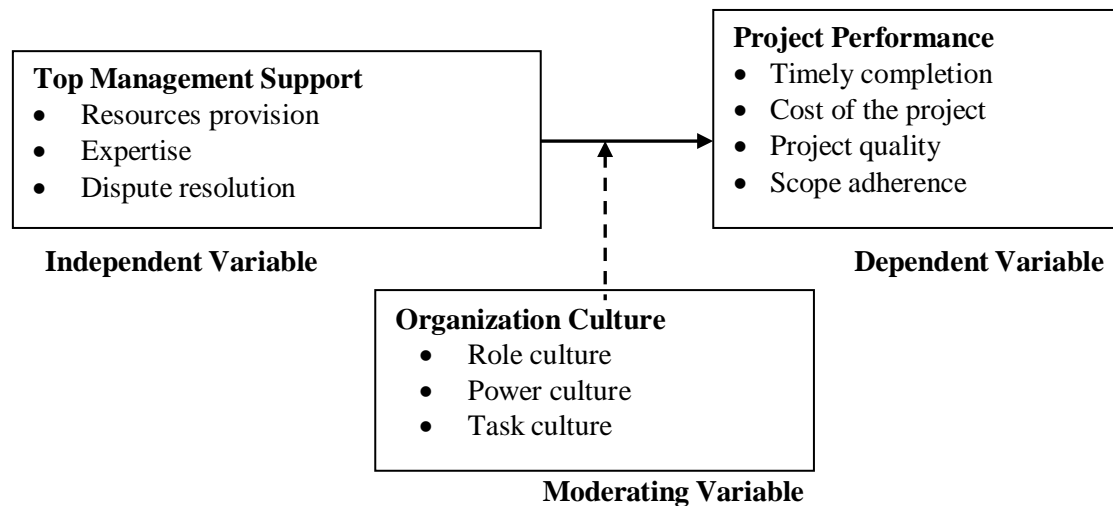 Top Management Support
• Resources provision
• Expertise
• Dispute resolution
Independent Variable
Project Performance
• Timely completion
• Cost of the project
• Project quality
• Scope adherence
Dependent Variable
Organization Culture
• Role culture
• Power culture
• Task culture
Moderating Variable